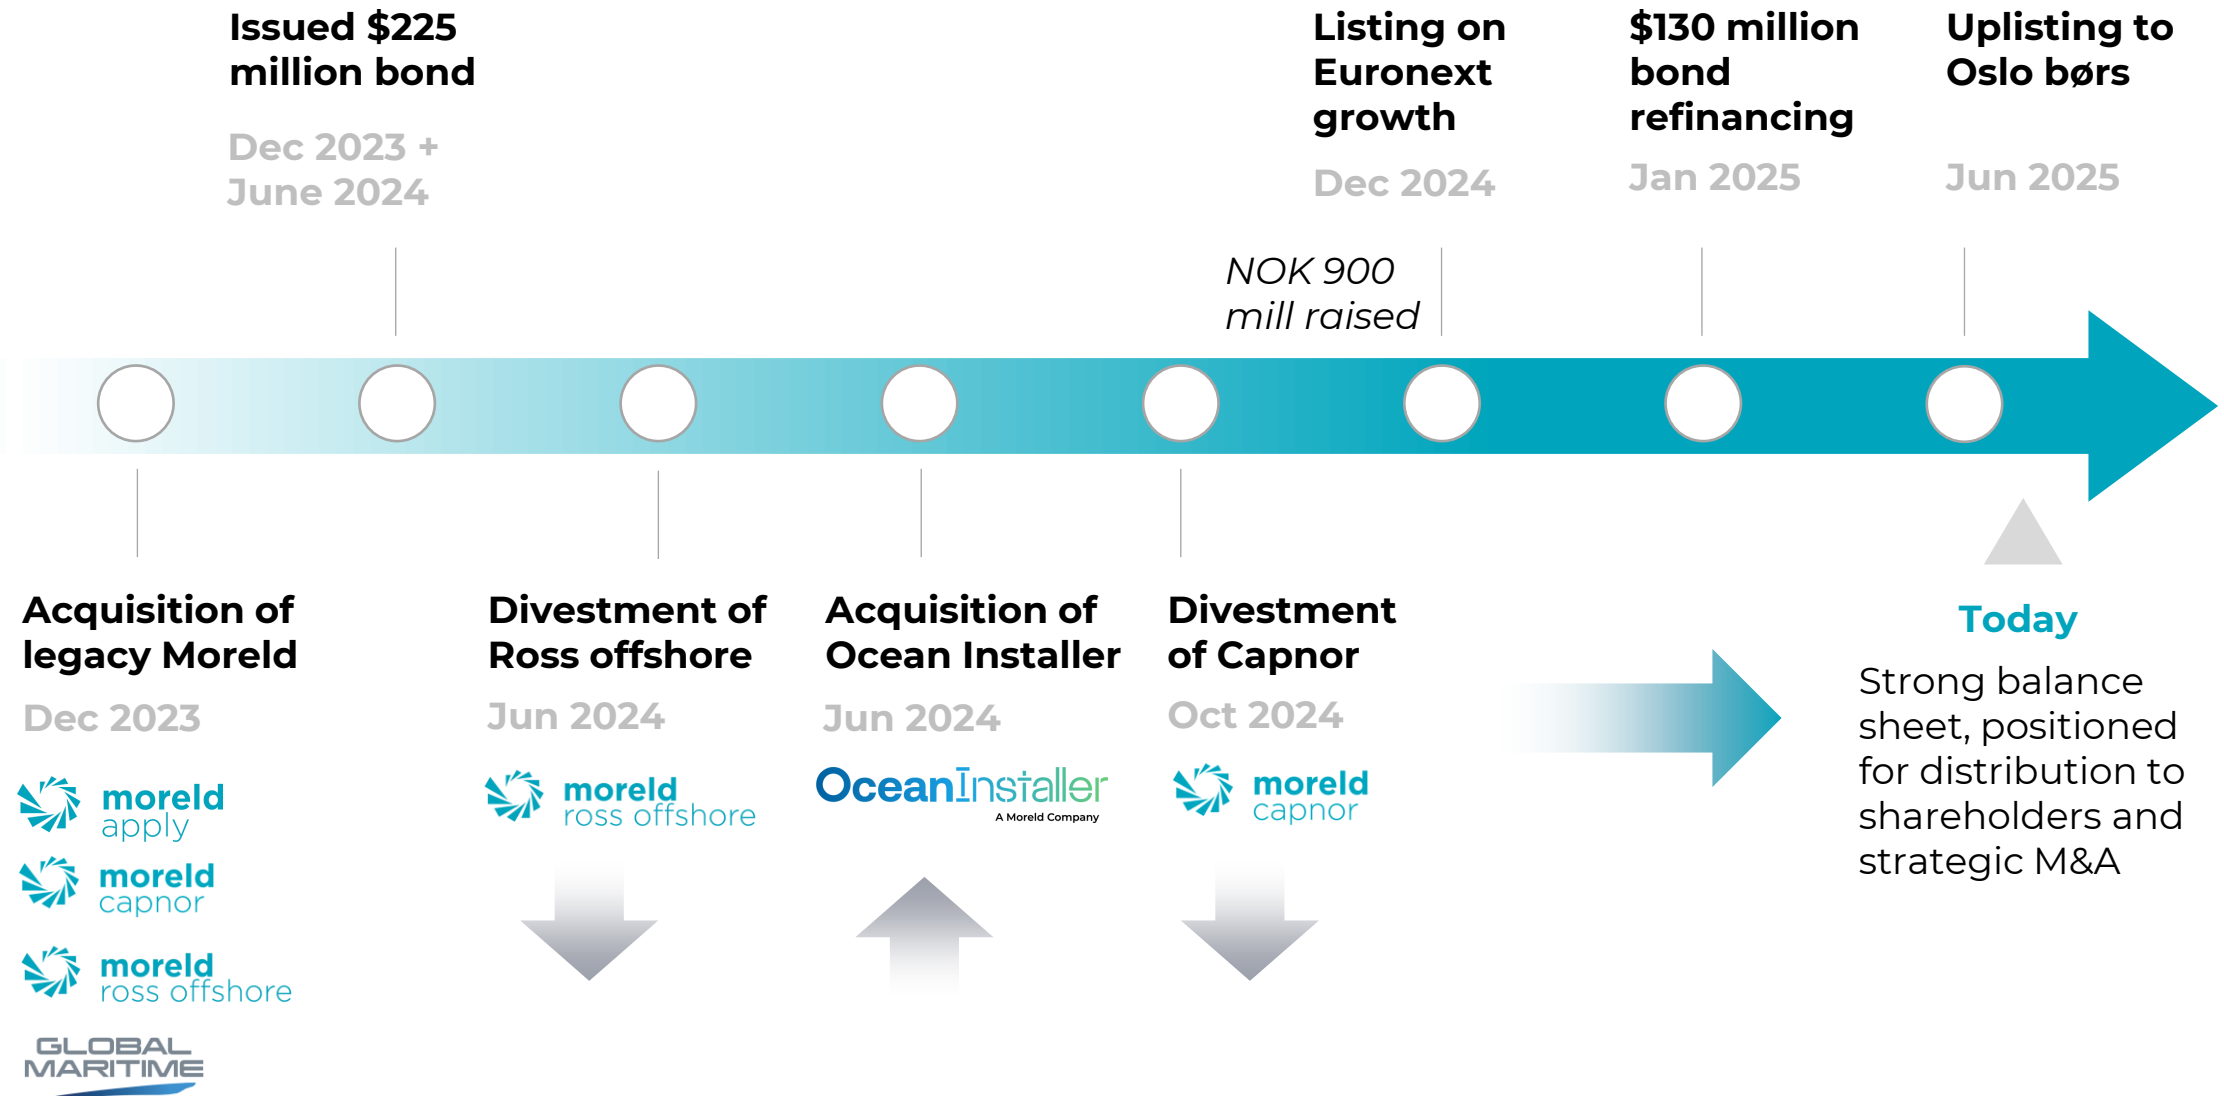 Issued $225
million bond
Dec 2023 +
June 2024
Listing on
Euronext
growth
Dec 2024
$130 million
bond
refinancing
Jan 2025
Uplisting to
Oslo børs
Jun 2025
NOK 900
mill raised
Acquisition of
legacy Moreld
Dec 2023
moreld
apply
moreld
capnor
moreld
ross offshore
GLOBAL
MARITIME
Divestment of
Ross offshore
Jun 2024
moreld
ross offshore
Acquisition of
Ocean Installer
Jun 2024
OceanInstaller
A Moreld Company
Divestment
of Capnor
Oct 2024
moreld
capnor
Today
Strong balance
sheet, positioned
for distribution to
shareholders and
strategic M&A